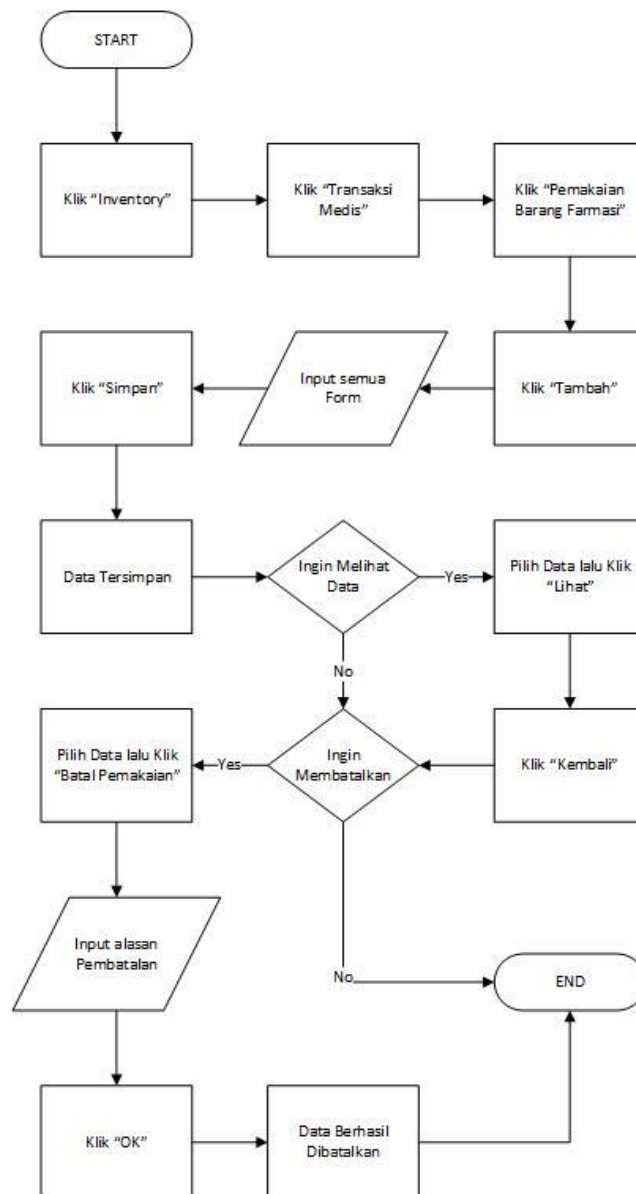 START
Klik “Inventory”
Klik “Transaksi
Medis”
Klik “Pemakaian
Barang Farmasi”
Klik “Tambah”
Input semua
Form
Klik “Simpan”
Data Tersimpan
Ingin Melihat
Data
Yes
Pilih Data lalu Klik
“Lihat”
No
Klik “Kembali”
Ingin
Membatalkan
Yes
Pilih Data lalu Klik
“Batal Pemakaian”
Input alasan
Pembatalan
No
END
Klik “OK”
Data Berhasil
Dibatalkan